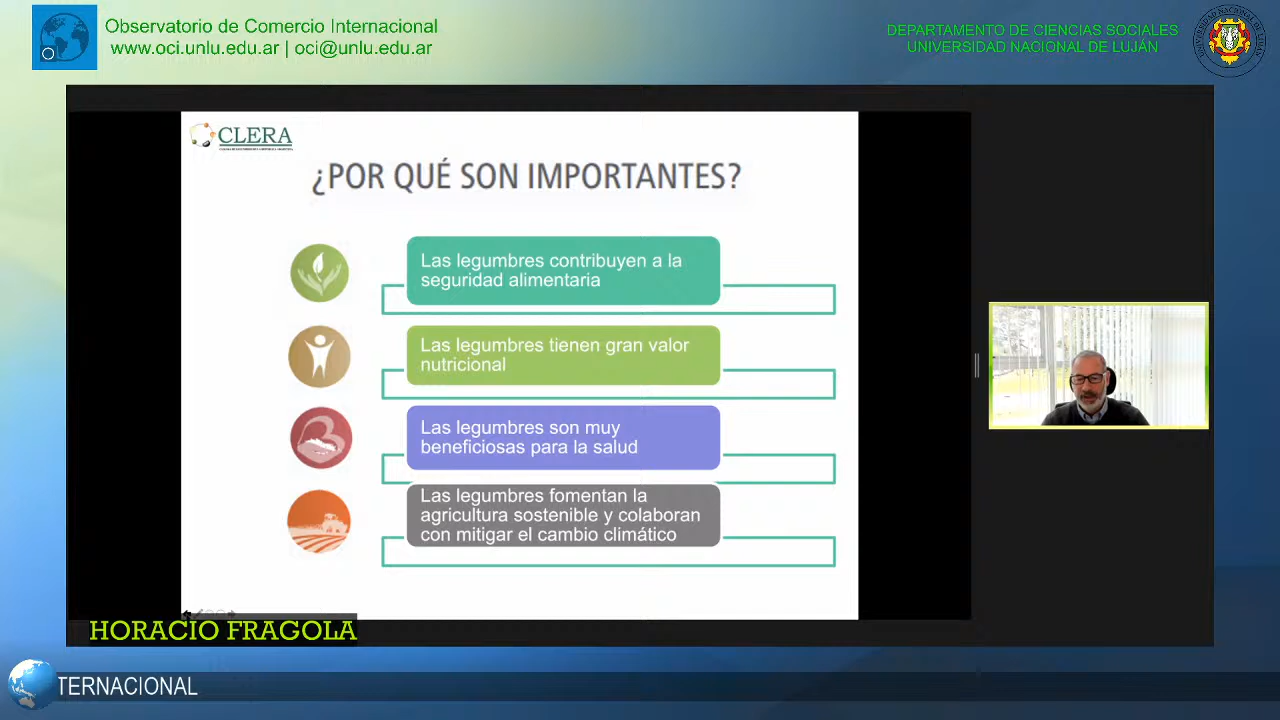 Observatorio de Comercio Internacional
www.oci.unlu.edu.ar | oci@unlu.edu.ar
DEPARTAMENTO DE CIENCIAS SOCIALES
UNIVERSIDAD NACIONAL DE LUJÁN
CLERA
¿POR QUÉ SON IMPORTANTES?
Las legumbres contribuyen a la
seguridad alimentaria
Las legumbres tienen gran valor
nutricional
Las legumbres son muy
beneficiosas para la salud
Las legumbres fomentan la
agricultura sostenible y colaboran
con mitigar el cambio climático
HORACIO FRAGOLA
TERNACIONAL